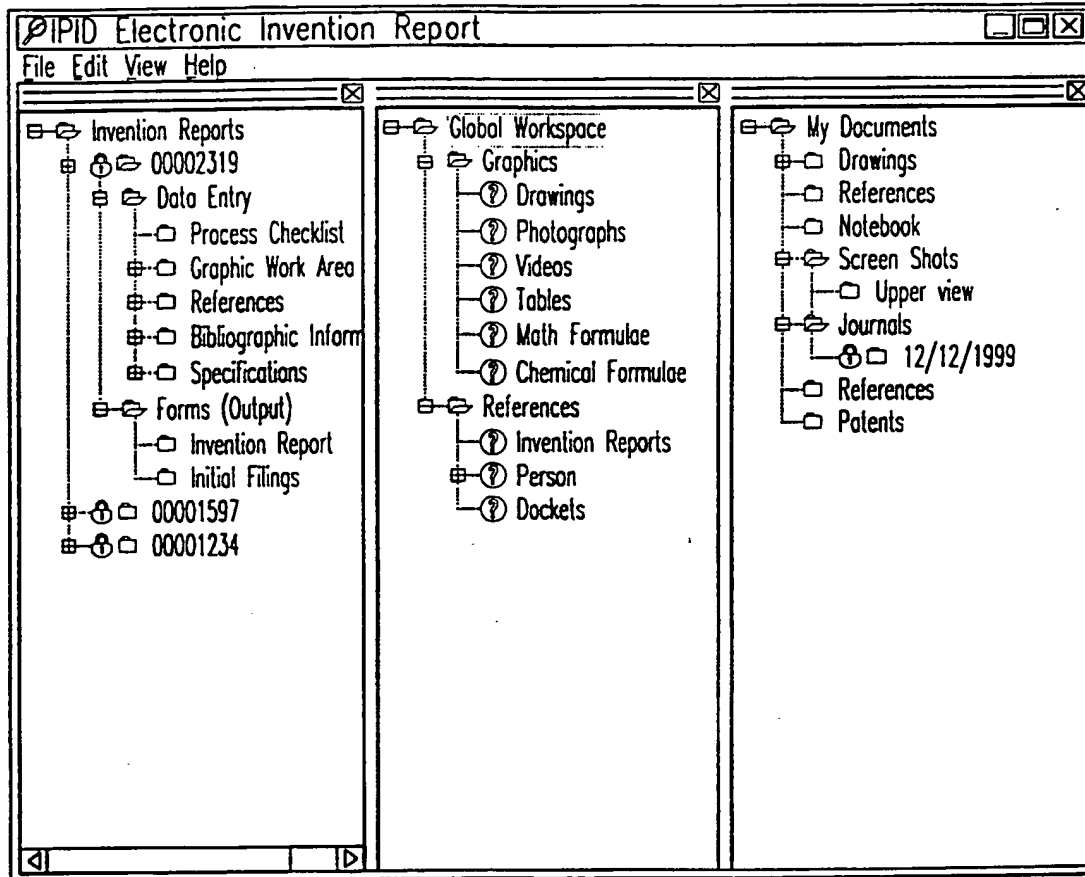 IPID Electronic Invention Report
File Edit View Help
Invention Reports
00002319
Data Entry
Process Checklist
Graphic Work Area
References
Bibliographic Inform
Specifications
Forms (Output)
Invention Report
Initial Filings
00001597
00001234
Global Workspace
Graphics
Drawings
Photographs
Videos
Tables
Math Formulae
Chemical Formulae
References
Invention Reports
Person
Dockets
My Documents
Drawings
References
Notebook
Screen Shots
Upper view
Journals
12/12/1999
References
Patents